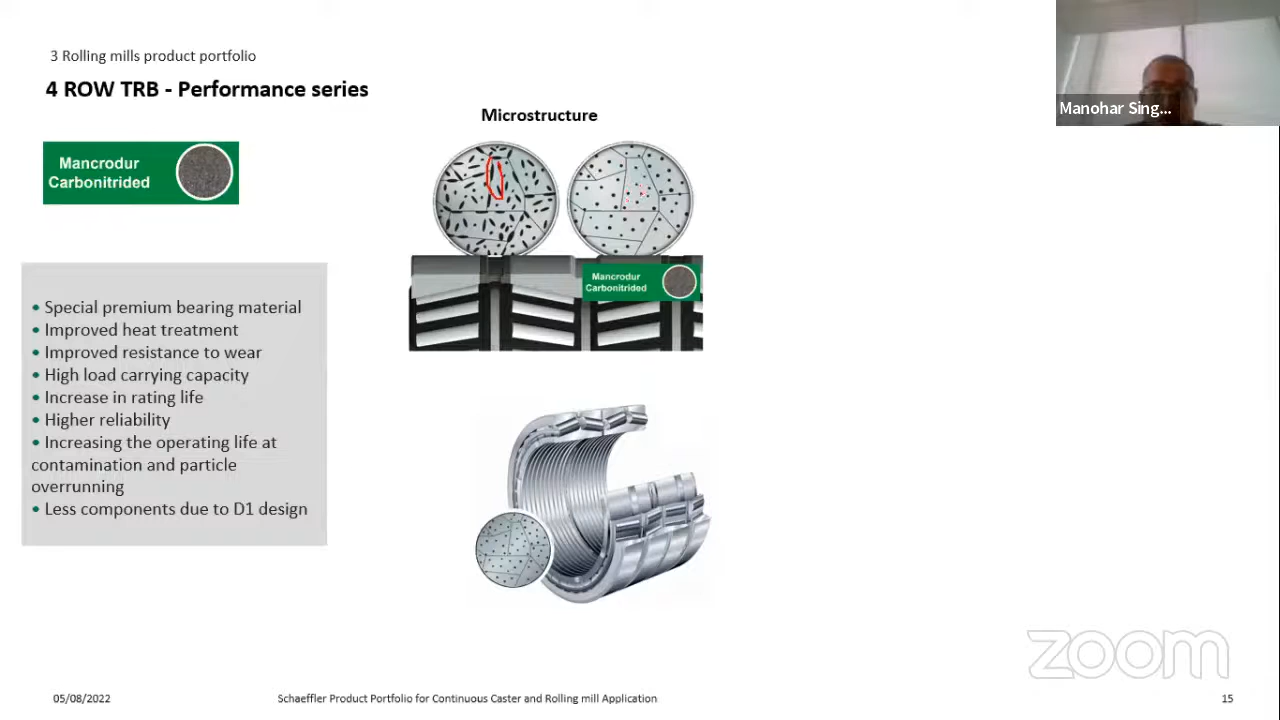 3 Rolling mills product portfolio
4 ROW TRB - Performance series
Microstructure
Mancrodur
Carbonitrided
Mancrodur
Carbonitrided
• Special premium bearing material
• Improved heat treatment
• Improved resistance to wear
• High load carrying capacity
• Increase in rating life
• Higher reliability
• Increasing the operating life at
contamination and particle
overrunning
• Less components due to D1 design
Manohar Sing...
zoom
05/08/2022
Schaeffler Product Portfolio for Continuous Caster and Rolling mill Application
15